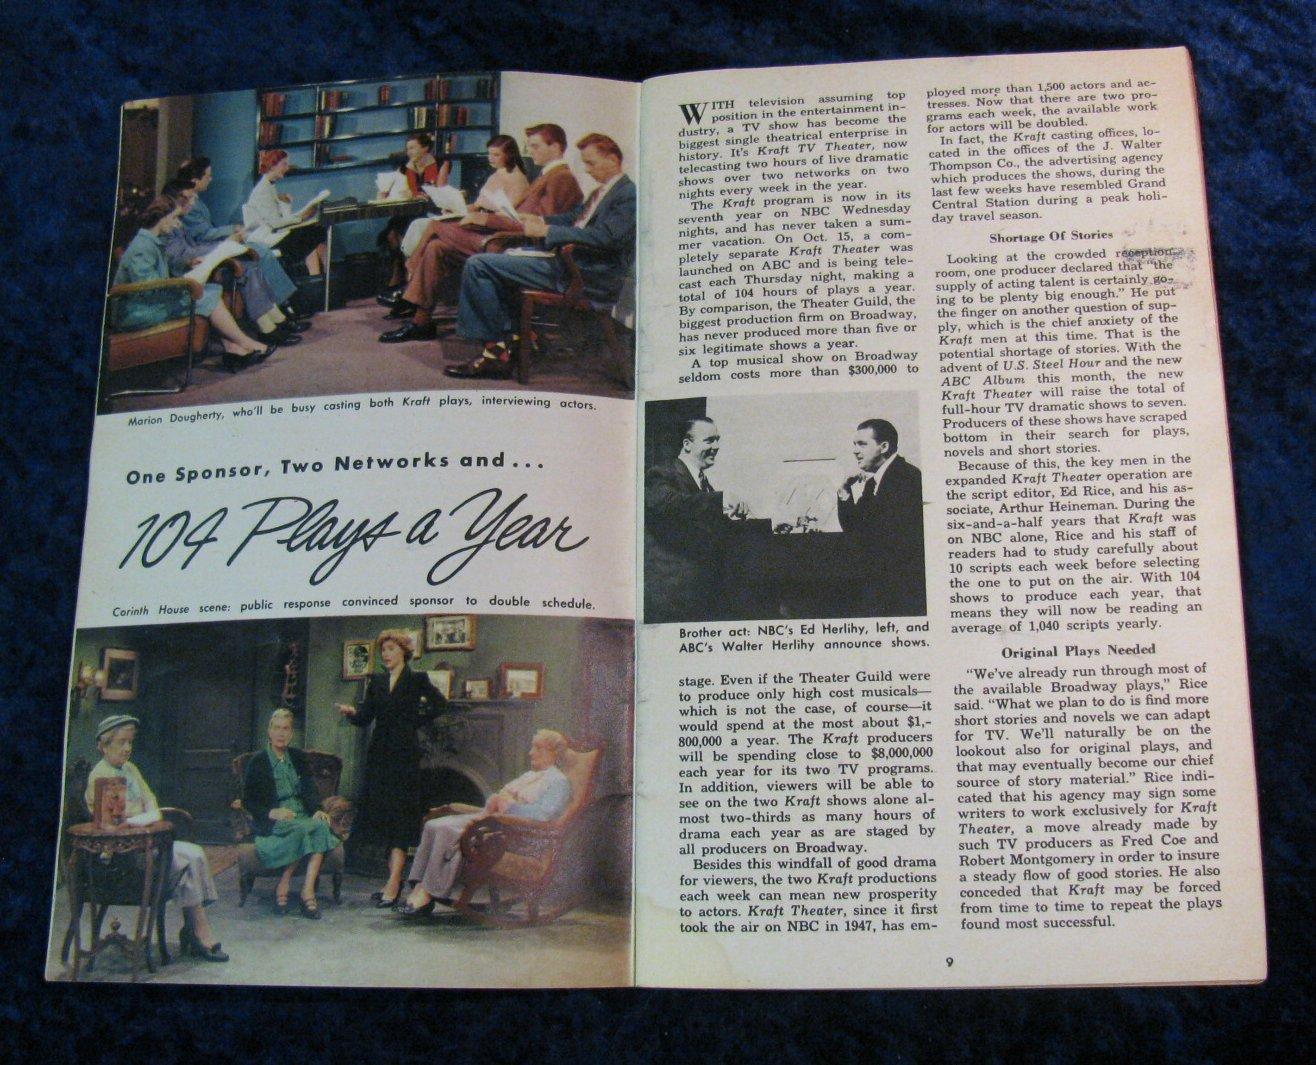 Marion Dougherty, who'll be busy casting both Kraft plays, interviewing actors.
One Sponsor, Two Networks and...
104 Plays a Year
Corinth House scene: public response convinced sponsor to double schedule.
WITH television assuming top
position in the entertainment in-
dustry, a TV show has become the
biggest single theatrical enterprise in
history. It's Kraft TV Theater, now
telecasting two hours of live dramatic
shows over two networks on two
nights every week in the year.
The Kraft program is now in its
seventh year on NBC Wednesday
nights, and has never taken a sum-
mer vacation. On Oct. 15, a com-
pletely separate Kraft Theater was
launched on ABC and is being tele-
cast each Thursday night, making a
total of 104 hours of plays a year.
By comparison, the Theater Guild, the
biggest production firm on Broadway,
has never produced more than five or
six legitimate shows a year.
A top musical show on Broadway
seldom costs more than $300,000 to
Brother act: NBC's Ed Herlihy, left, and
ABC's Walter Herlihy announce shows.
stage. Even if the Theater Guild were
to produce only high cost musicals—
which is not the case, of course—it
would spend at the most about $1,-
800,000 a year. The Kraft producers
will be spending close to $8,000,000
each year for its two TV programs.
In addition, viewers will be able to
see on the two Kraft shows alone al-
most two-thirds as many hours of
drama each year as are staged by
all producers on Broadway.
Besides this windfall of good drama
for viewers, the two Kraft productions
each week can mean new prosperity
to actors. Kraft Theater, since it first
took the air on NBC in 1947, has em-
ployed more than 1,500 actors and ac-
tresses. Now that there are two pro-
grams each week, the available work
for actors will be doubled.
In fact, the Kraft casting offices, lo-
cated in the offices of the J. Walter
Thompson Co., the advertising agency
which produces the shows, during the
last few weeks have resembled Grand
Central Station during a peak holi-
day travel season.
Shortage Of Stories
Looking at the crowded reception
room, one producer declared that "the
supply of acting talent is certainly go-
ing to be plenty big enough." He put
the finger on another question of sup-
ply, which is the chief anxiety of the
Kraft men at this time. That is the
potential shortage of stories. With the
advent of U.S. Steel Hour and the new
ABC Album this month, the new
Kraft Theater will raise the total of
full-hour TV dramatic shows to seven.
Producers of these shows have scraped
bottom in their search for plays,
novels and short stories.
Because of this, the key men in the
expanded Kraft Theater operation are
the script editor, Ed Rice, and his as-
sociate, Arthur Heineman. During the
six-and-a-half years that Kraft was
on NBC alone, Rice and his staff of
readers had to study carefully about
10 scripts each week before selecting
the one to put on the air. With 104
shows to produce each year, that
means they will now be reading an
average of 1,040 scripts yearly.
Original Plays Needed
"We've already run through most of
the available Broadway plays," Rice
said. "What we plan to do is find more
short stories and novels we can adapt
for TV. We'll naturally be on the
lookout also for original plays, and
that may eventually become our chief
source of story material." Rice indi-
cated that his agency may sign some
writers to work exclusively for Kraft
Theater, a move already made by
such TV producers as Fred Coe and
Robert Montgomery in order to insure
a steady flow of good stories. He also
conceded that Kraft may be forced
from time to time to repeat the plays
found most successful.
9